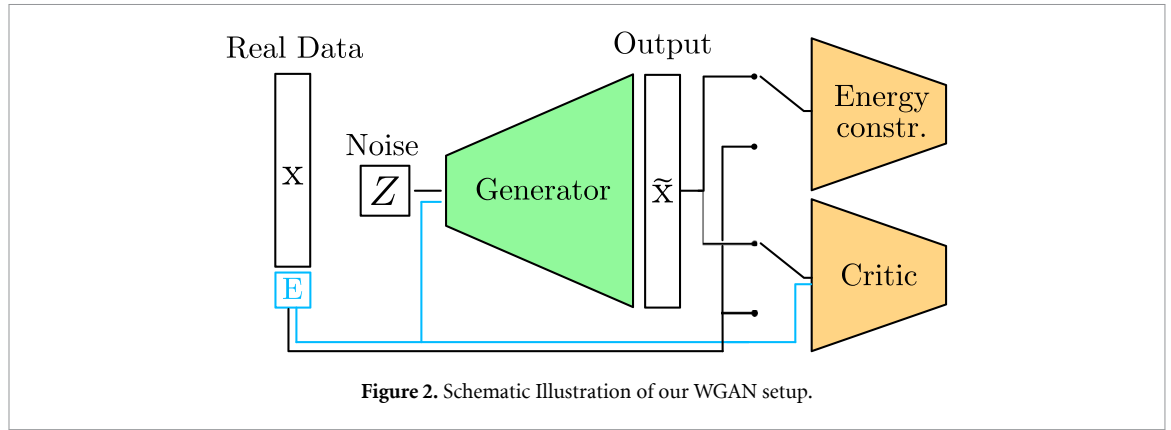 Real Data
Output
x
E
Noise
Z
Generator
x̃
Energy
constr.
Critic
Figure 2. Schematic Illustration of our WGAN setup.